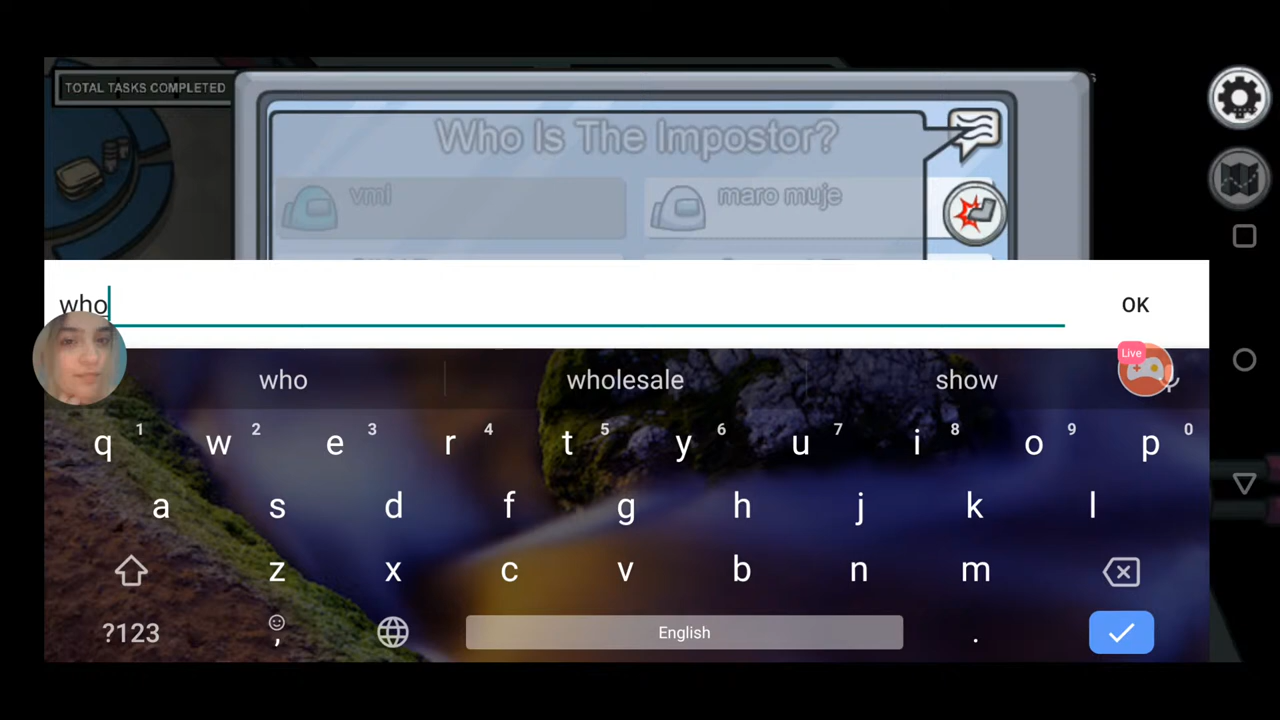 TOTAL TASKS COMPLETED
Who Is The Impostor?
vmi
maro muje
who
OK
Live
who
wholesale
show
q 1 w 2 e 3 r 4 t 5 y 6 u 7 i 8 o 9 p 0
a s d f g h j k l
z x c v b n m
?123 , English .